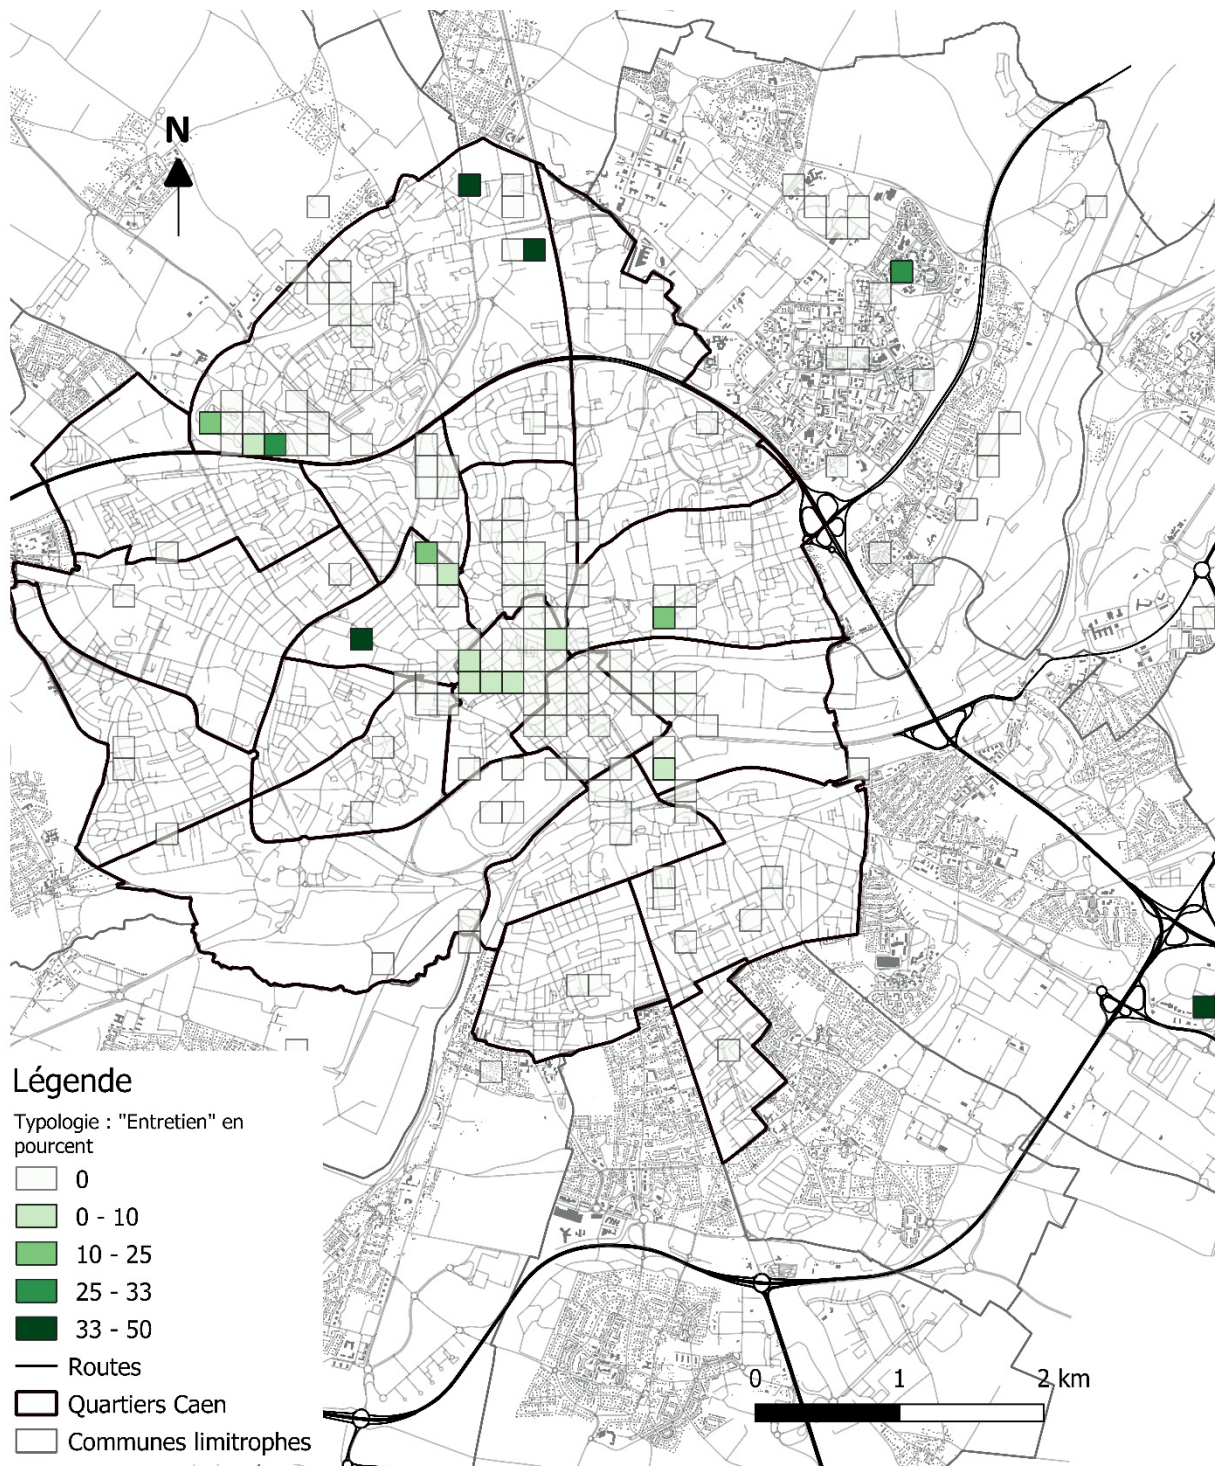 N
Légende
Typologie : "Entretien" en
pourcent
0
0 - 10
10 - 25
25 - 33
33 - 50
Routes
Quartiers Caen
Communes limitrophes
0 1 2 km